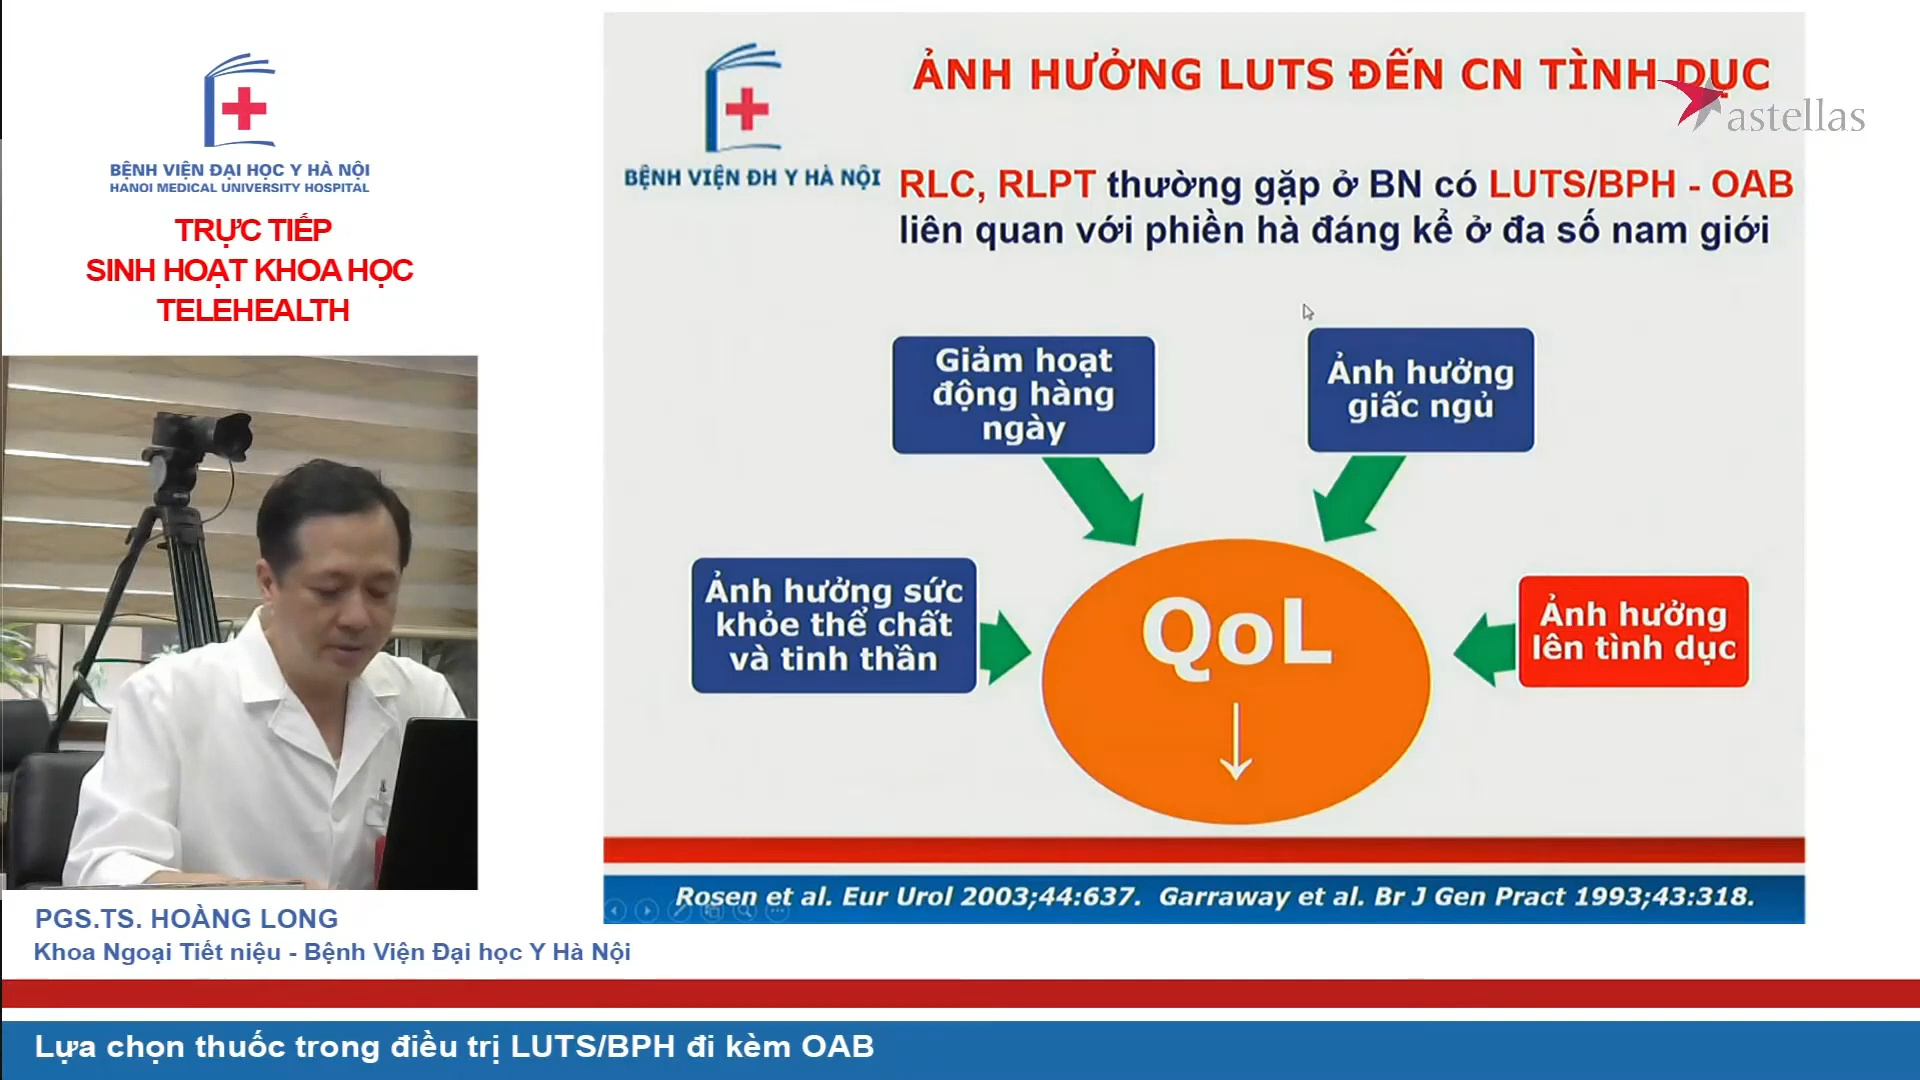 BỆNH VIỆN ĐẠI HỌC Y HÀ NỘI
HANOI MEDICAL UNIVERSITY HOSPITAL
TRỰC TIẾP
SINH HOẠT KHOA HỌC
TELEHEALTH
PGS.TS. HOÀNG LONG
Khoa Ngoại Tiết niệu - Bệnh Viện Đại học Y Hà Nội
BỆNH VIỆN ĐH Y HÀ NỘI
ẢNH HƯỞNG LUTS ĐẾN CN TÌNH DỤC
astellas
RLC, RLPT thường gặp ở BN có LUTS/BPH - OAB
liên quan với phiền hà đáng kể ở đa số nam giới
Giảm hoạt
động hàng
ngày
Ảnh hưởng
giấc ngủ
Ảnh hưởng sức
khỏe thể chất
và tinh thần
QoL
↓
Ảnh hưởng
lên tình dục
Rosen et al. Eur Urol 2003;44:637. Garraway et al. Br J Gen Pract 1993;43:318.
Lựa chọn thuốc trong điều trị LUTS/BPH đi kèm OAB